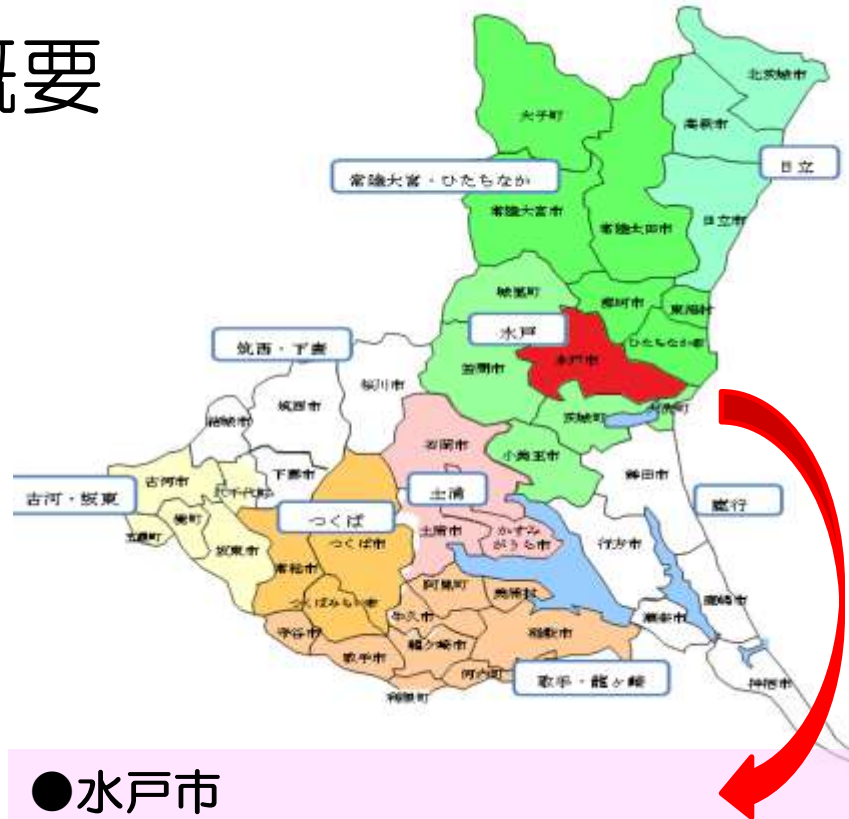 概要
北茨城市
大子町
高萩市
日立
常陸大宮・ひたちなか
常陸大宮市
常陸太田市
日立市
城里町
那珂市
東海村
水戸
ひたちなか市
筑西・下妻
笠間市
水戸市
桜川市
筑西市
茨城町
大洗町
結城市
石岡市
小美玉市
下妻市
鉾田市
古河市
八千代町
土浦
古河・坂東
鹿行
つくば
境町
五霞町
坂東市
つくば市
土浦市
かすみ
がうら市
行方市
常総市
阿見町
美浦村
つくばみらい市
鹿嶋市
牛久市
潮来市
守谷市
龍ヶ崎市
稲敷市
取手市
河内町
取手・龍ヶ崎
神栖市
利根町
●水戸市